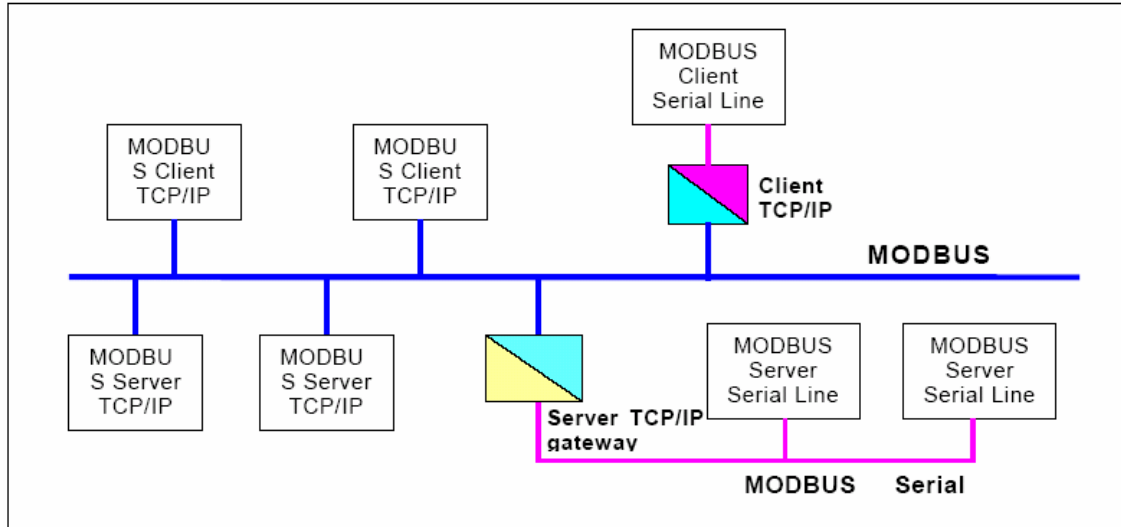 MODBUS
Client
Serial Line
MODBU
S Client
TCP/IP
MODBU
S Client
TCP/IP
Client
TCP/IP
MODBUS
MODBU
S Server
TCP/IP
MODBU
S Server
TCP/IP
Server TCP/IP
gateway
MODBUS
Server
Serial Line
MODBUS
Server
Serial Line
MODBUS Serial